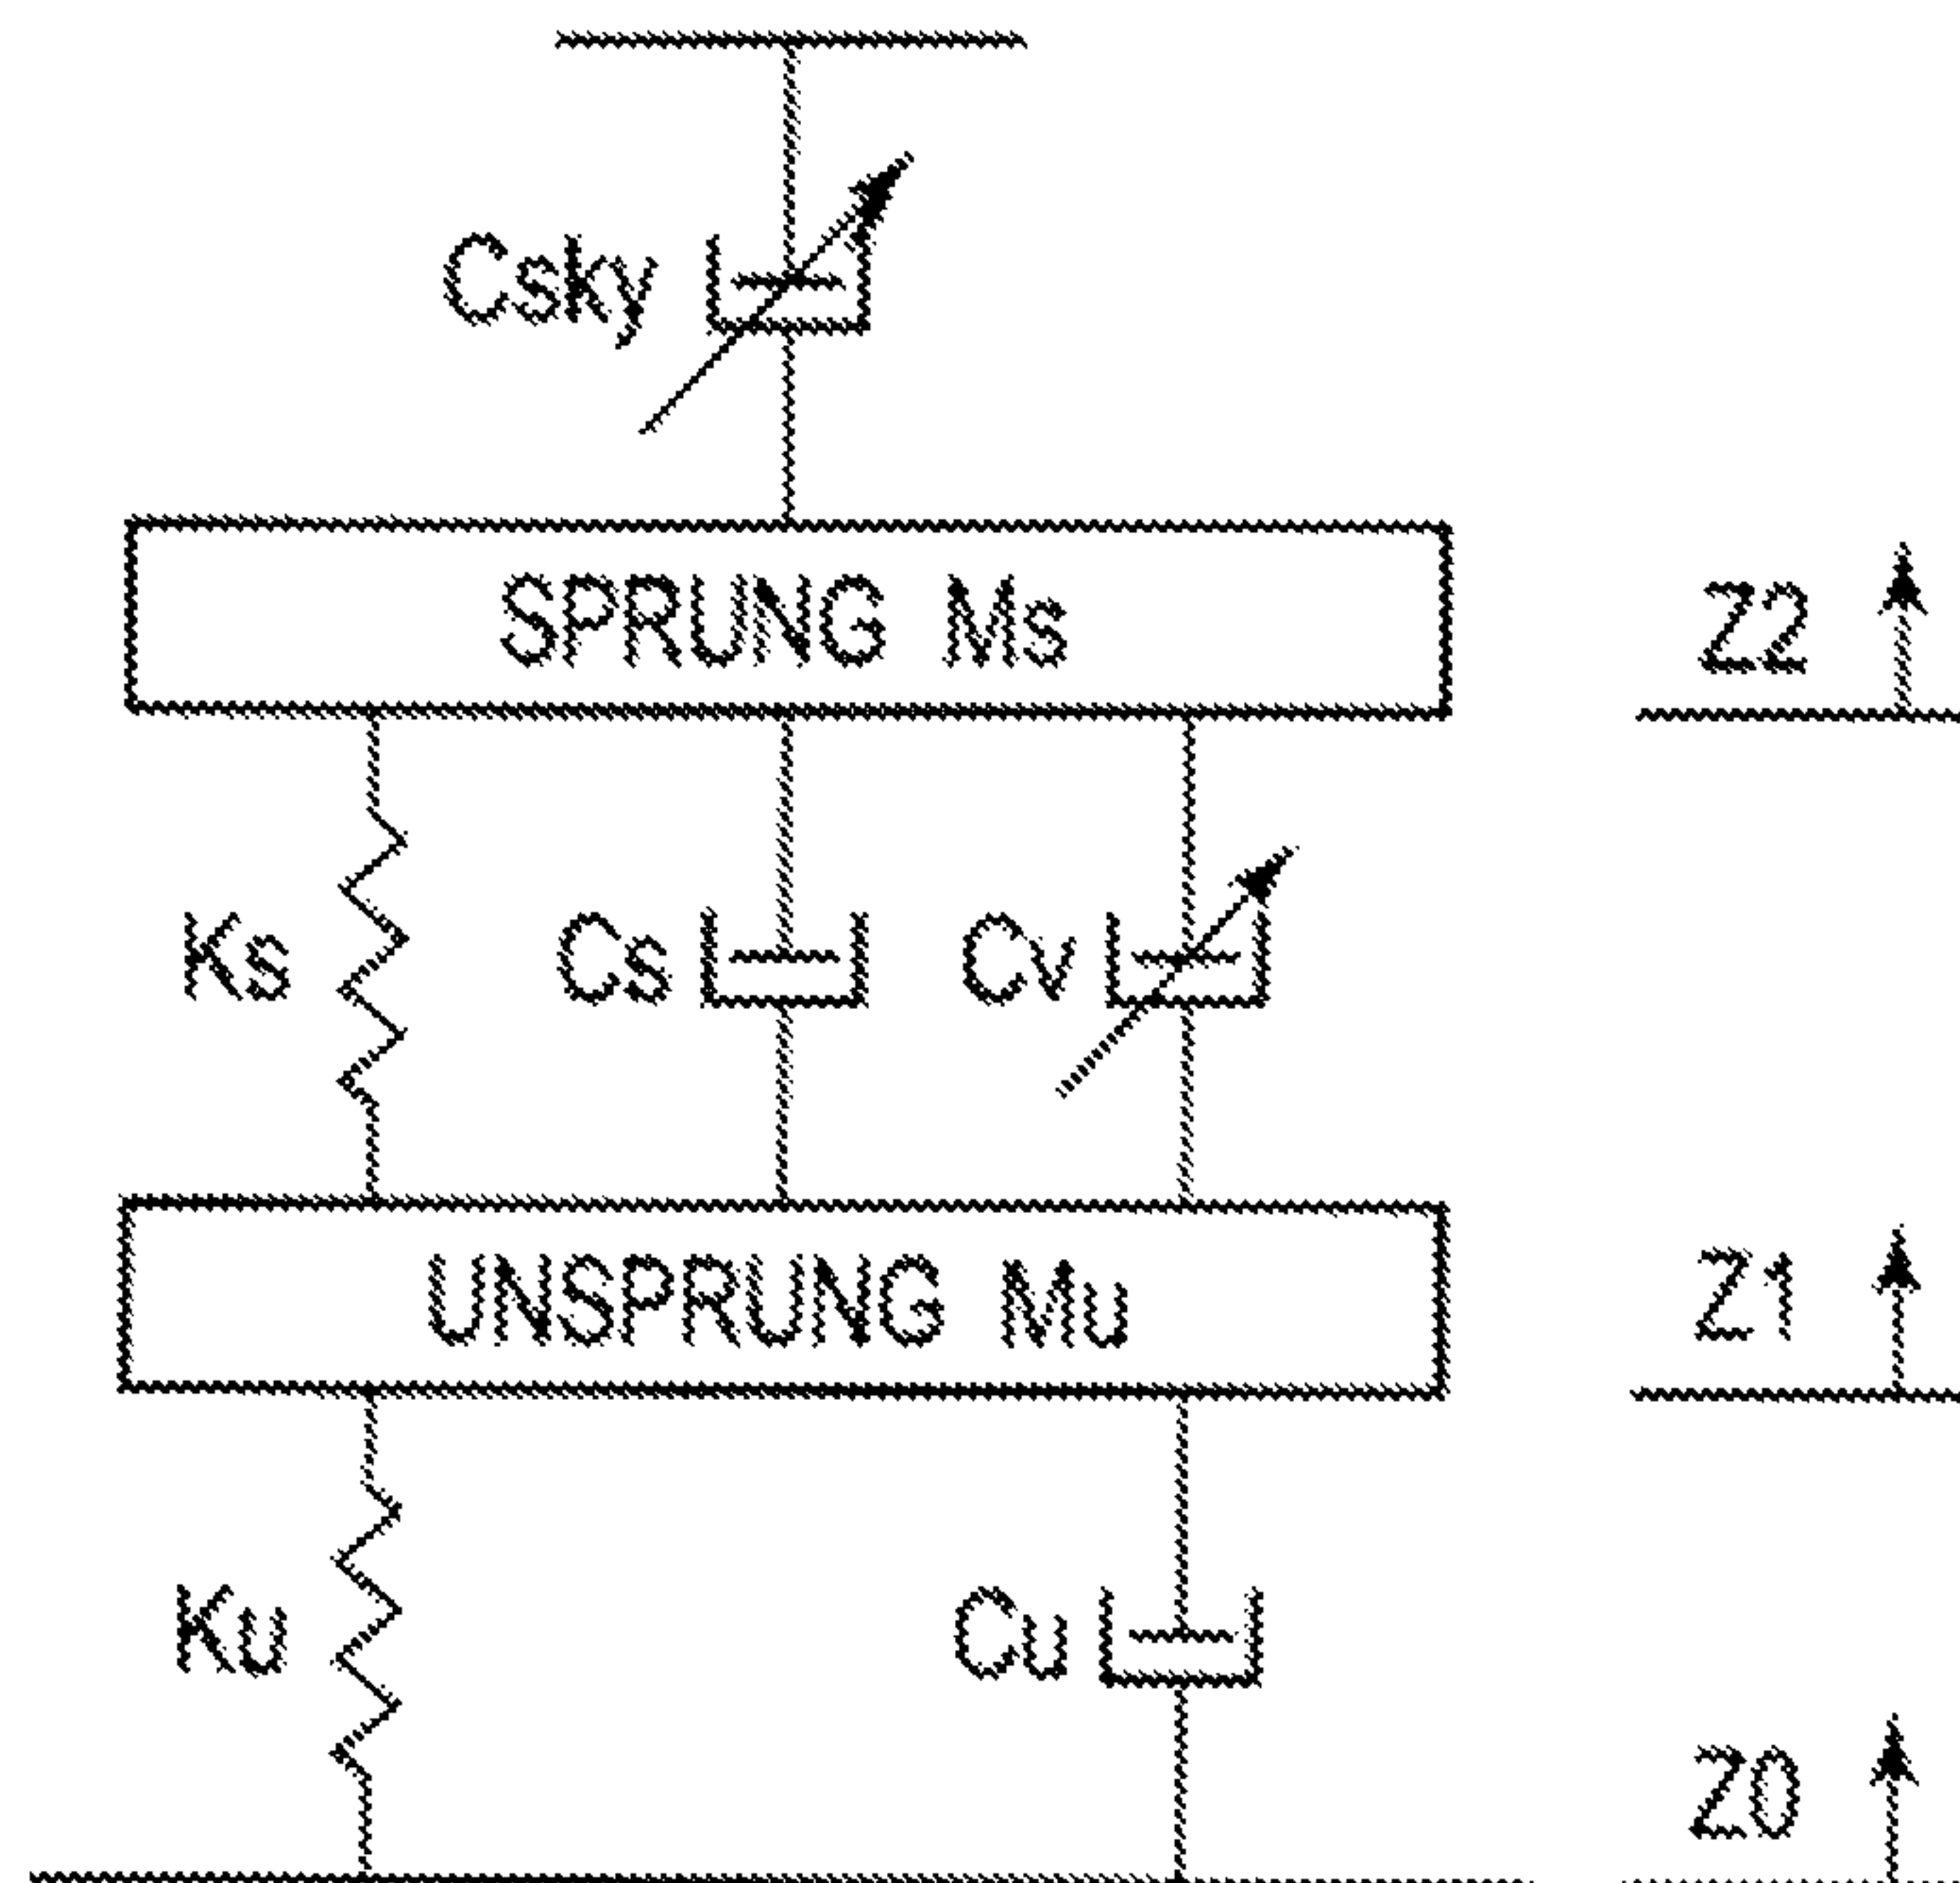 Csky
SPRUNG Ms
Z2
Ks
Cs
Cv
UNSPRUNG Mu
Z1
Ku
Cu
Z0